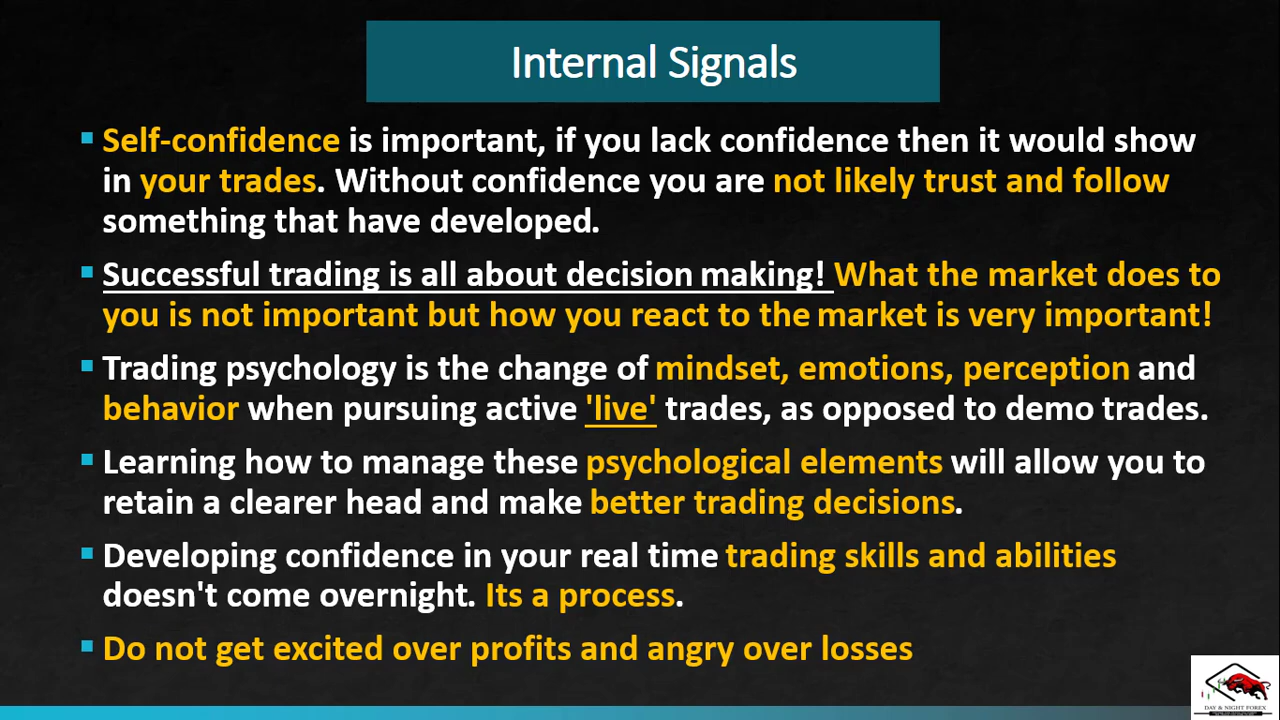 Internal Signals
▪ Self-confidence is important, if you lack confidence then it would show
in your trades. Without confidence you are not likely trust and follow
something that have developed.
▪ Successful trading is all about decision making! What the market does to
you is not important but how you react to the market is very important!
▪ Trading psychology is the change of mindset, emotions, perception and
behavior when pursuing active 'live' trades, as opposed to demo trades.
▪ Learning how to manage these psychological elements will allow you to
retain a clearer head and make better trading decisions.
▪ Developing confidence in your real time trading skills and abilities
doesn't come overnight. Its a process.
▪ Do not get excited over profits and angry over losses
DAY & NIGHT FOREX